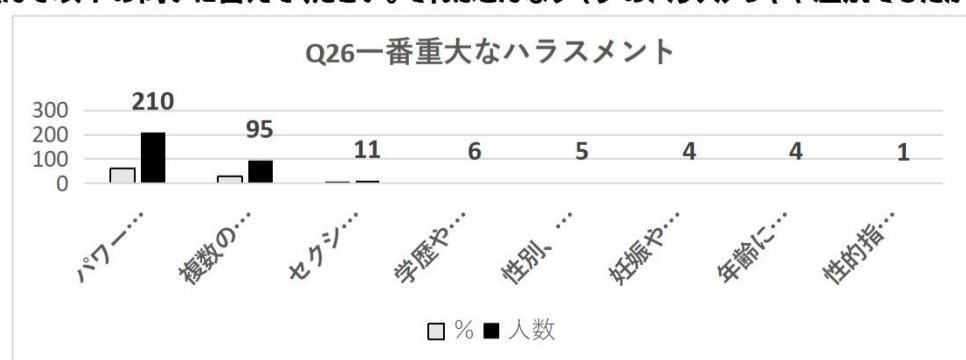 Q26一番重大なハラスメント
300
200
100
0
210
95
11
6
5
4
4
1
パワー…
複数の…
セクシ…
学歴や…
性別、…
妊娠や…
年齢に…
性的指…
% 人数